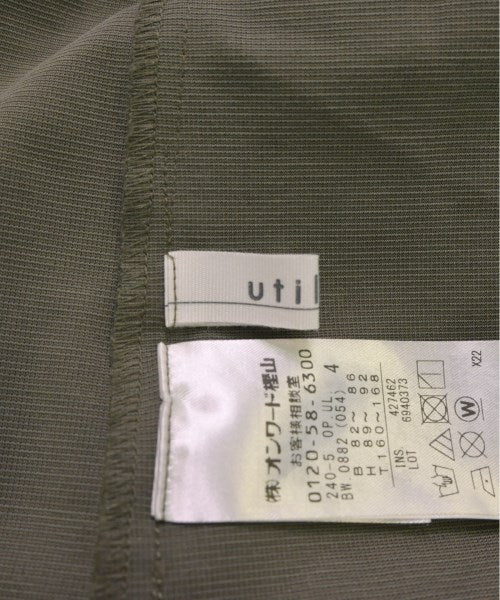 util
(株)オンワード樫山
お客様相談室
0120-58-6300
240-5 OP.UL.
BW 0882 (054) 4
B 82～86
H 89～92
T160～168
INS. 427462
LOT 6940373
W
X22